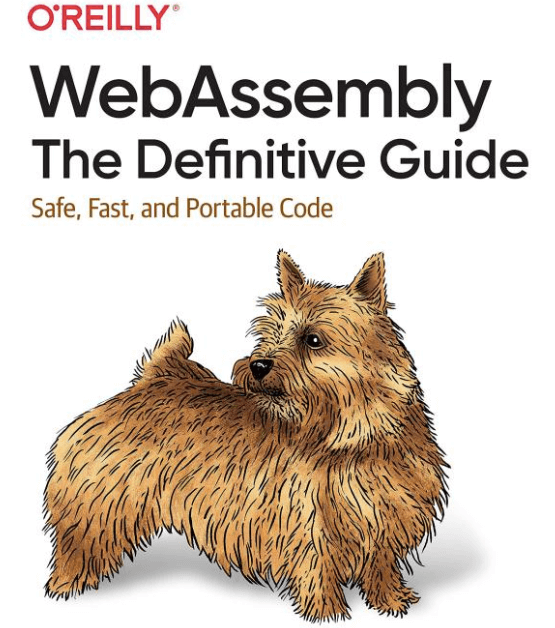 O'REILLY®
WebAssembly
The Definitive Guide
Safe, Fast, and Portable Code